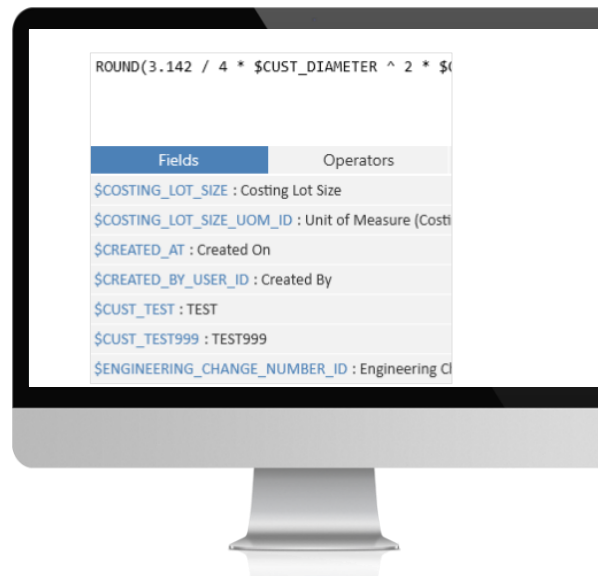 ROUND(3.142 / 4 * $CUST_DIAMETER ^ 2 * $
Fields Operators
$COSTING_LOT_SIZE : Costing Lot Size
$COSTING_LOT_SIZE_UOM_ID : Unit of Measure (Costi
$CREATED_AT : Created On
$CREATED_BY_USER_ID : Created By
$CUST_TEST : TEST
$CUST_TEST999 : TEST999
$ENGINEERING_CHANGE_NUMBER_ID : Engineering